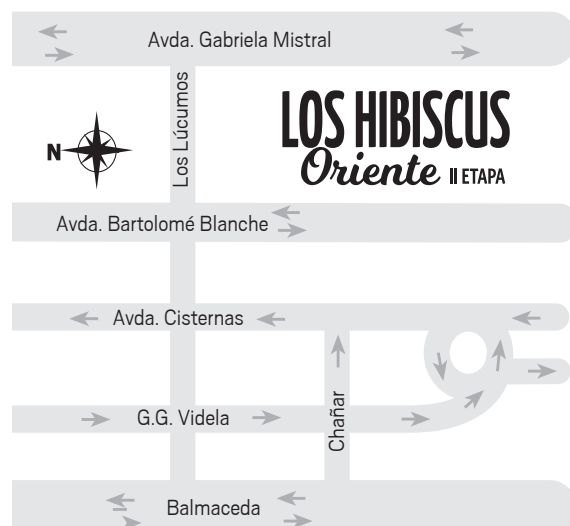 Avda. Gabriela Mistral
Los Lúcumos
N
LOS HIBISCUS
Oriente II ETAPA
Avda. Bartolomé Blanche
Avda. Cisternas
G.G. Videla
Chañar
Balmaceda